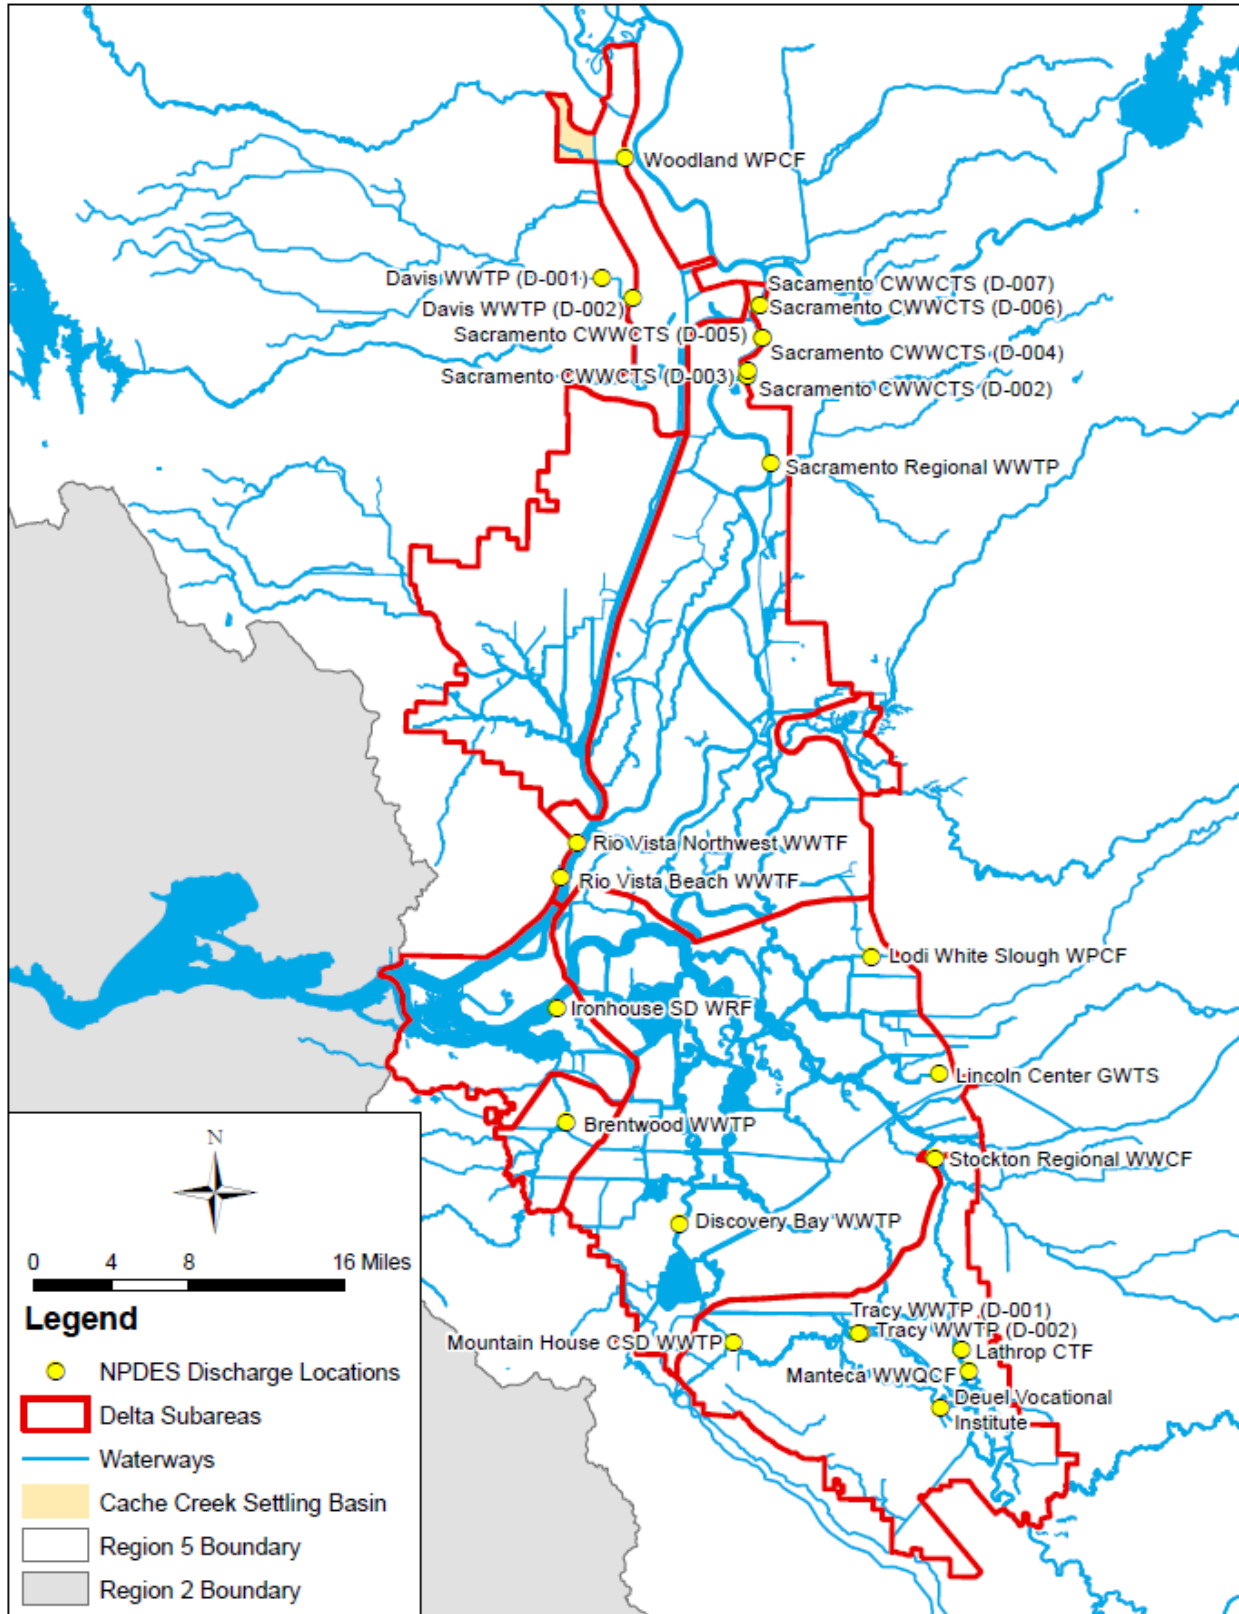 Woodland WPCF
Davis WWTP (D-001)
Davis WWTP (D-002)
Sacamento CWWCTS (D-007)
Sacramento CWWCTS (D-006)
Sacramento CWWCTS (D-005)
Sacramento CWWCTS (D-004)
Sacramento CWWCTS (D-003)
Sacramento CWWCTS (D-002)
Sacramento Regional WWTP
Rio Vista Northwest WWTF
Rio Vista Beach WWTF
Lodi White Slough WPCF
Ironhouse SD WRF
Lincoln Center GWTS
Brentwood WWTP
Stockton Regional WWCF
Discovery Bay WWTP
Tracy WWTP (D-001)
Tracy WWTP (D-002)
Mountain House CSD WWTP
Lathrop CTF
Manteca WWQCF
Deuel Vocational
Institute
N
0 4 8 16 Miles
Legend
NPDES Discharge Locations
Delta Subareas
Waterways
Cache Creek Settling Basin
Region 5 Boundary
Region 2 Boundary